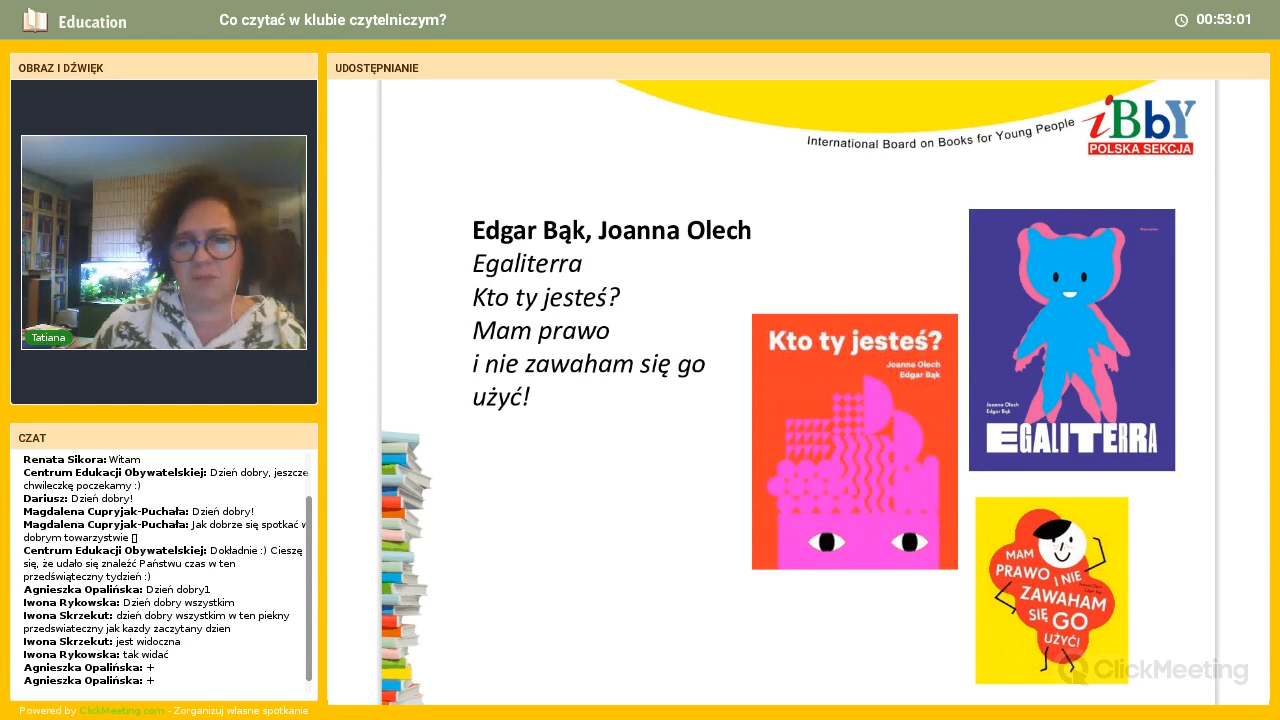 Education
Co czytać w klubie czytelniczym?
00:53:01
OBRAZ I DŹWIĘK
Tatiana
CZAT
Renata Sikora: Witam
Centrum Edukacji Obywatelskiej: Dzień dobry, jeszcze
chwileczkę poczekamy :)
Dariusz: Dzień dobry!
Magdalena Cupryjak-Puchała: Dzień dobry!
Magdalena Cupryjak-Puchała: Jak dobrze się spotkać w
dobrym towarzystwie []
Centrum Edukacji Obywatelskiej: Dokładnie :) Cieszę
się, że udało się znaleźć Państwu czas w ten
przedświąteczny tydzień :)
Agnieszka Opalińska: Dzień dobry1
Iwona Rykowska: Dzień dobry wszystkim
Iwona Skrzekut: dzień dobry wszystkim w ten piekny
przedswiateczny jak kazdy zaczytany dzien
Iwona Skrzekut: jest widoczna
Iwona Rykowska: tak widać
Agnieszka Opalińska: +
Agnieszka Opalińska: +
Powered by ClickMeeting.com - Zorganizuj własne spotkanie
UDOSTĘPNIANIE
International Board on Books for Young People
iBbY
POLSKA SEKCJA
Edgar Bąk, Joanna Olech
Egaliterra
Kto ty jesteś?
Mam prawo
i nie zawaham się go
użyć!
Kto ty jesteś?
Joanna Olech
Edgar Bąk
Joanna Olech
Edgar Bąk
EGALITERRA
MAM
PRAWO I NIE
ZAWAHAM
SIĘ GO
UŻYĆ!
ClickMeeting